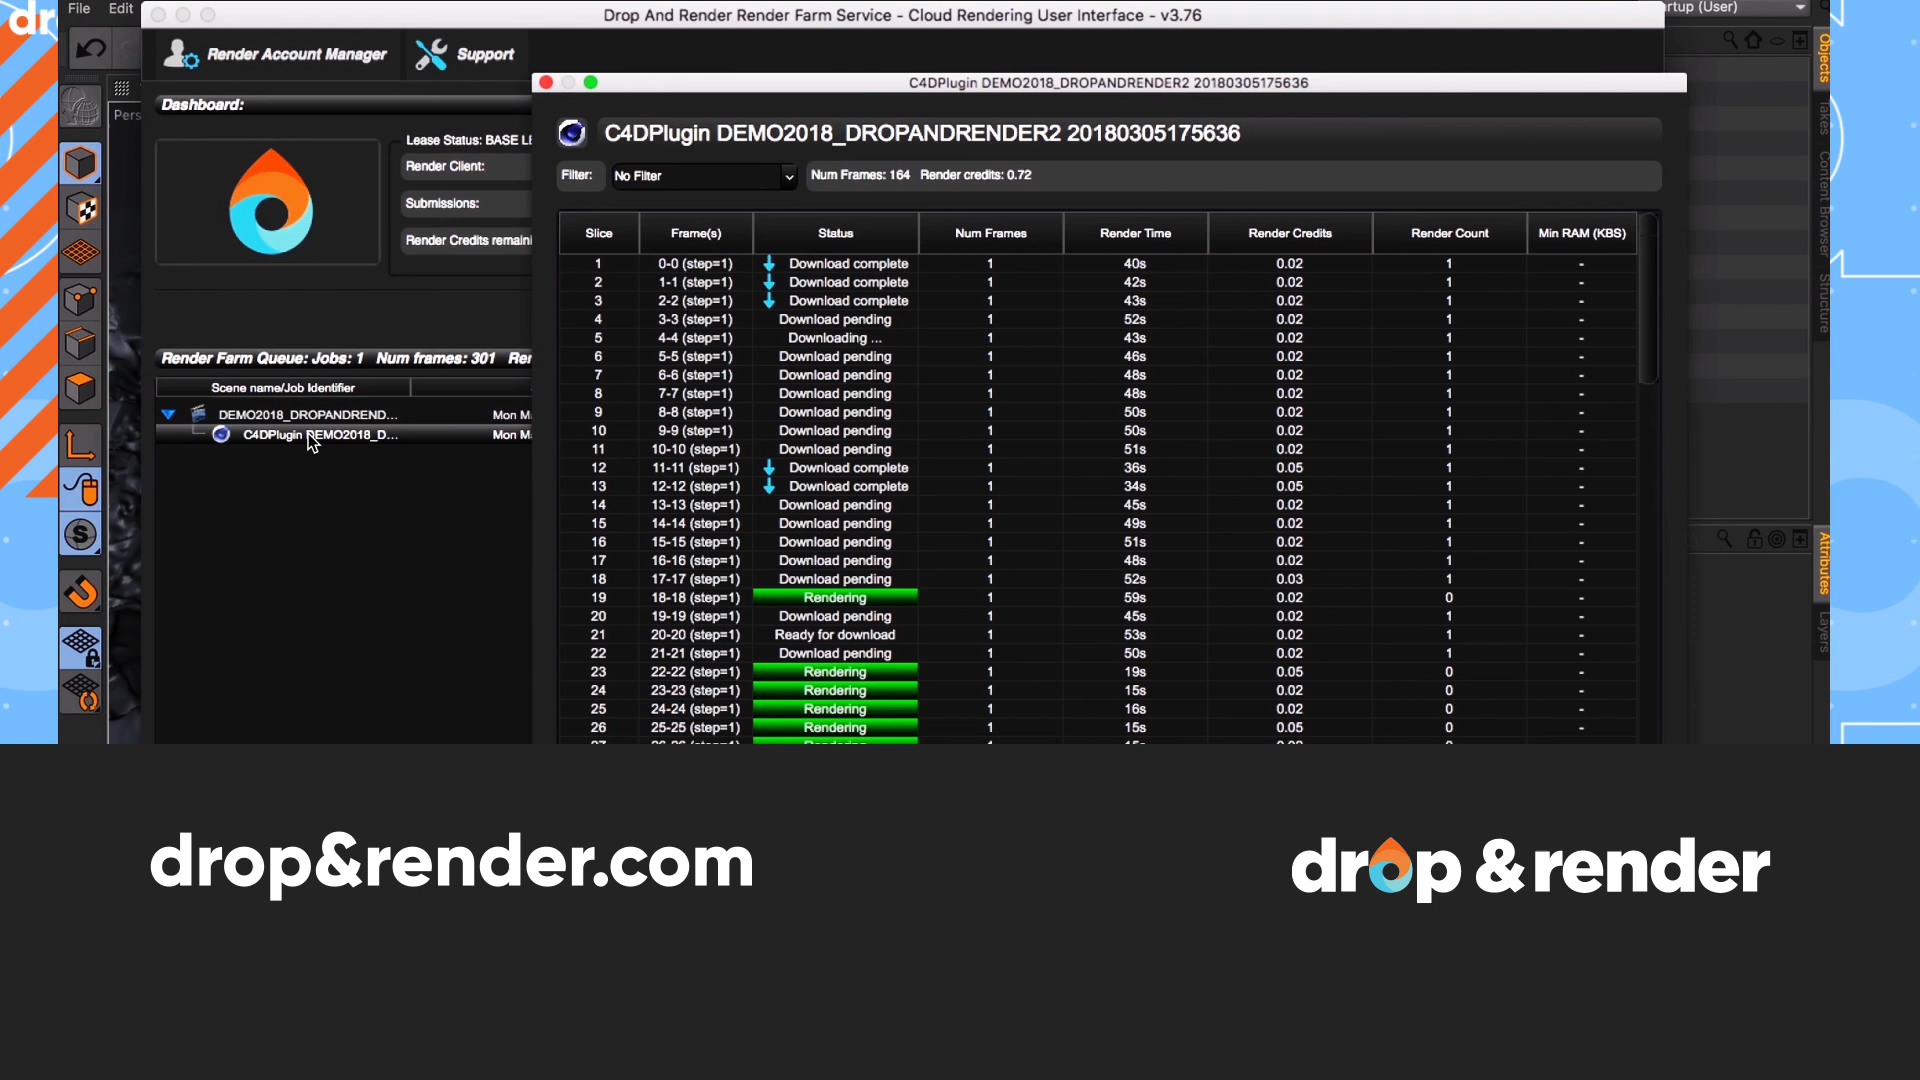 dr
File Edit
Drop And Render Render Farm Service - Cloud Rendering User Interface - v3.76
rtup (User)
Render Account Manager Support
Pers
Dashboard:
Lease Status: BASE LE
Render Client:
Submissions:
Render Credits remaini
Render Farm Queue: Jobs: 1 Num frames: 301 Re
Scene name/Job Identifier
DEMO2018_DROPANDREND... Mon M
C4DPlugin DEMO2018_D... Mon M
C4DPlugin DEMO2018_DROPANDRENDER2 20180305175636
C4DPlugin DEMO2018_DROPANDRENDER2 20180305175636
Filter: No Filter Num Frames: 164 Render credits: 0.72
Slice Frame(s) Status Num Frames Render Time Render Credits Render Count Min RAM (KBS)
1 0-0 (step=1) Download complete 1 40s 0.02 1 -
2 1-1 (step=1) Download complete 1 42s 0.02 1 -
3 2-2 (step=1) Download complete 1 43s 0.02 1 -
4 3-3 (step=1) Download pending 1 52s 0.02 1 -
5 4-4 (step=1) Downloading ... 1 43s 0.02 1 -
6 5-5 (step=1) Download pending 1 46s 0.02 1 -
7 6-6 (step=1) Download pending 1 48s 0.02 1 -
8 7-7 (step=1) Download pending 1 48s 0.02 1 -
9 8-8 (step=1) Download pending 1 50s 0.02 1 -
10 9-9 (step=1) Download pending 1 50s 0.02 1 -
11 10-10 (step=1) Download pending 1 51s 0.02 1 -
12 11-11 (step=1) Download complete 1 36s 0.05 1 -
13 12-12 (step=1) Download complete 1 34s 0.05 1 -
14 13-13 (step=1) Download pending 1 45s 0.02 1 -
15 14-14 (step=1) Download pending 1 49s 0.02 1 -
16 15-15 (step=1) Download pending 1 51s 0.02 1 -
17 16-16 (step=1) Download pending 1 48s 0.02 1 -
18 17-17 (step=1) Download pending 1 52s 0.03 1 -
19 18-18 (step=1) Rendering 1 59s 0.02 0 -
20 19-19 (step=1) Download pending 1 45s 0.02 1 -
21 20-20 (step=1) Ready for download 1 53s 0.02 1 -
22 21-21 (step=1) Download pending 1 50s 0.02 1 -
23 22-22 (step=1) Rendering 1 19s 0.05 0 -
24 23-23 (step=1) Rendering 1 15s 0.02 0 -
25 24-24 (step=1) Rendering 1 16s 0.02 0 -
26 25-25 (step=1) Rendering 1 15s 0.05 0 -
Objects
Takes
Content Browser
Structure
Attributes
Layers
drop&render.com
drop & render